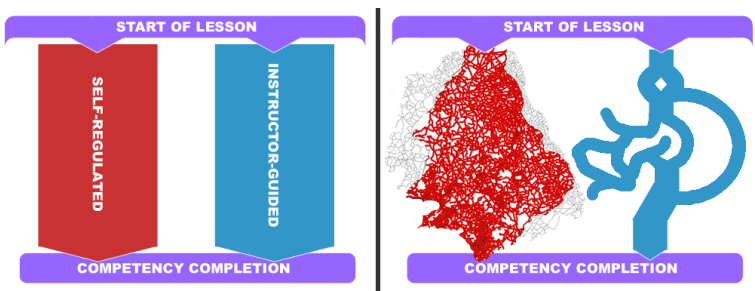 START OF LESSON
SELF-REGULATED
INSTRUCTOR-GUIDED
COMPETENCY COMPLETION
START OF LESSON
COMPETENCY COMPLETION